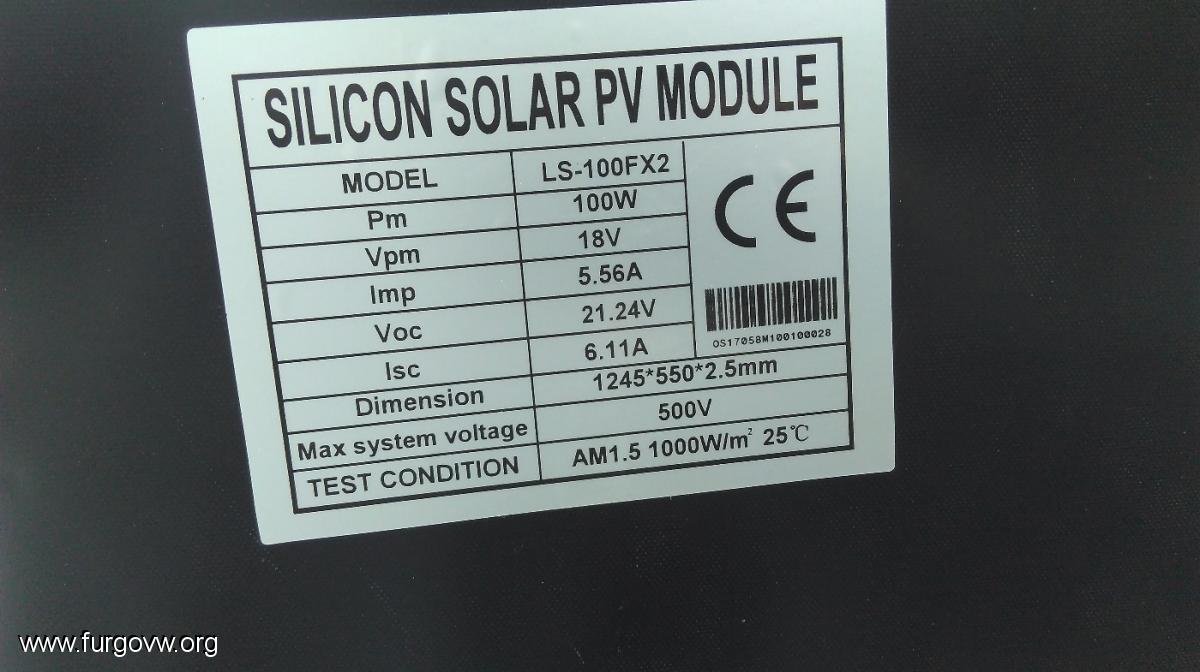 SILICON SOLAR PV MODULE
MODEL LS-100FX2
Pm 100W
Vpm 18V
Imp 5.56A
Voc 21.24V
Isc 6.11A
CE
OS17058M100100028
Dimension 1245*550*2.5mm
Max system voltage 500V
TEST CONDITION AM1.5 1000W/m² 25℃
www.furgovw.org